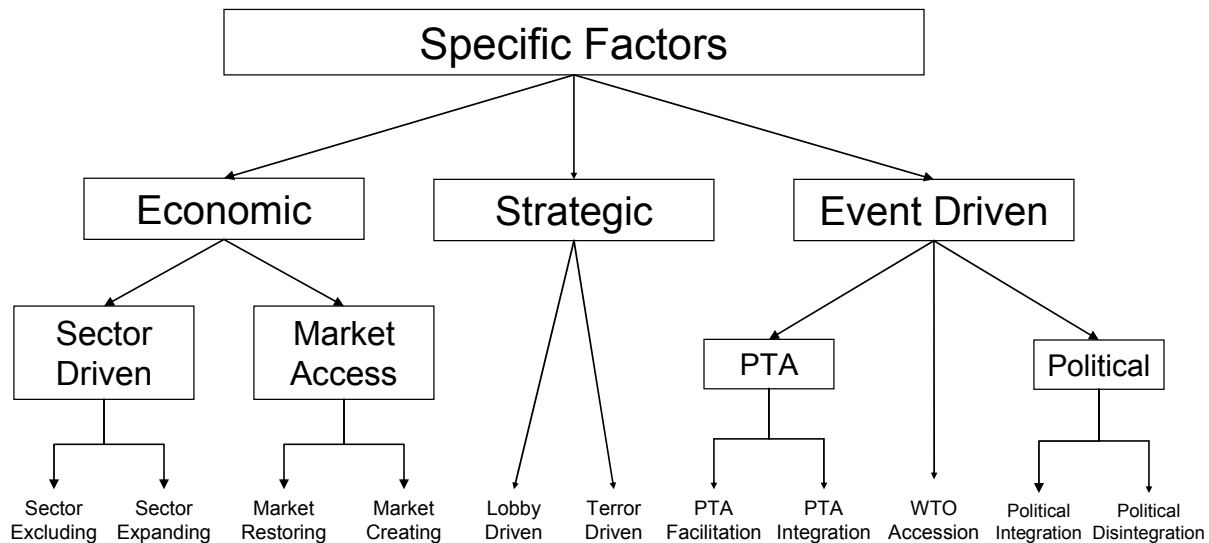 Specific Factors
Economic
Strategic
Event Driven
Sector
Driven
Market
Access
PTA
Political
Sector
Excluding
Sector
Expanding
Market
Restoring
Market
Creating
Lobby
Driven
Terror
Driven
PTA
Facilitation
PTA
Integration
WTO
Accession
Political
Integration
Political
Disintegration